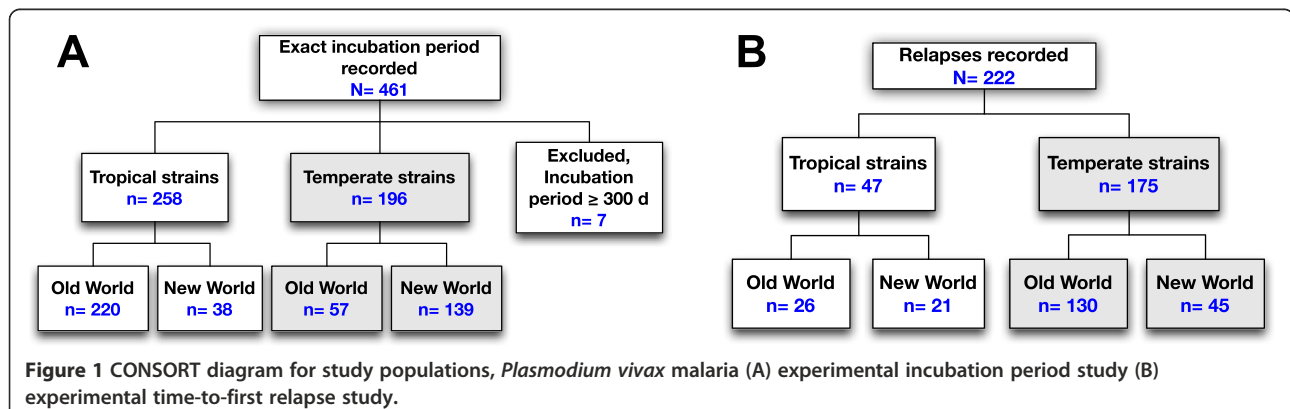 A
Exact incubation period
recorded
N= 461
Tropical strains
n= 258
Temperate strains
n= 196
Excluded,
Incubation
period ≥ 300 d
n= 7
Old World
n= 220
New World
n= 38
Old World
n= 57
New World
n= 139
B
Relapses recorded
N= 222
Tropical strains
n= 47
Temperate strains
n= 175
Old World
n= 26
New World
n= 21
Old World
n= 130
New World
n= 45
Figure 1 CONSORT diagram for study populations, Plasmodium vivax malaria (A) experimental incubation period study (B)
experimental time-to-first relapse study.